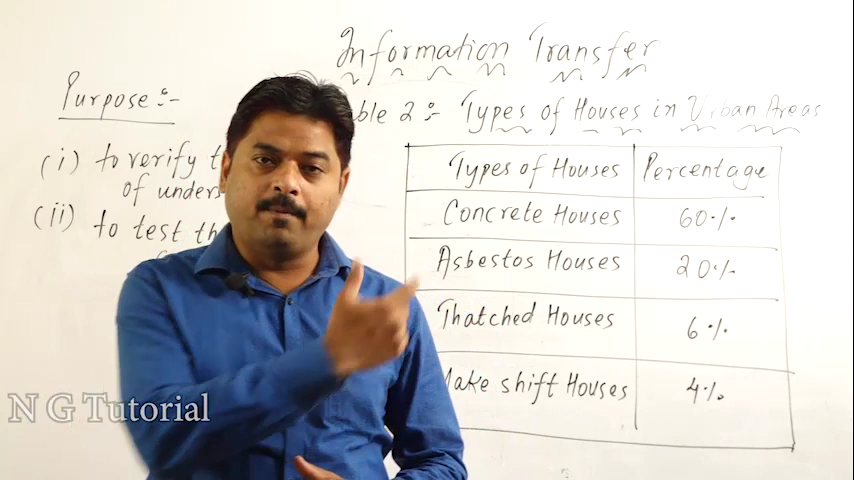 Information Transfer
Purpose :-
(i) to verify
of unders
(ii) to test th
ble 2 :- Types of Houses in Urban Areas
Types of Houses Percentage
Concrete Houses 60%
Asbestos Houses 20%
Thatched Houses 6%
Make shift Houses 4%
N G Tutorial